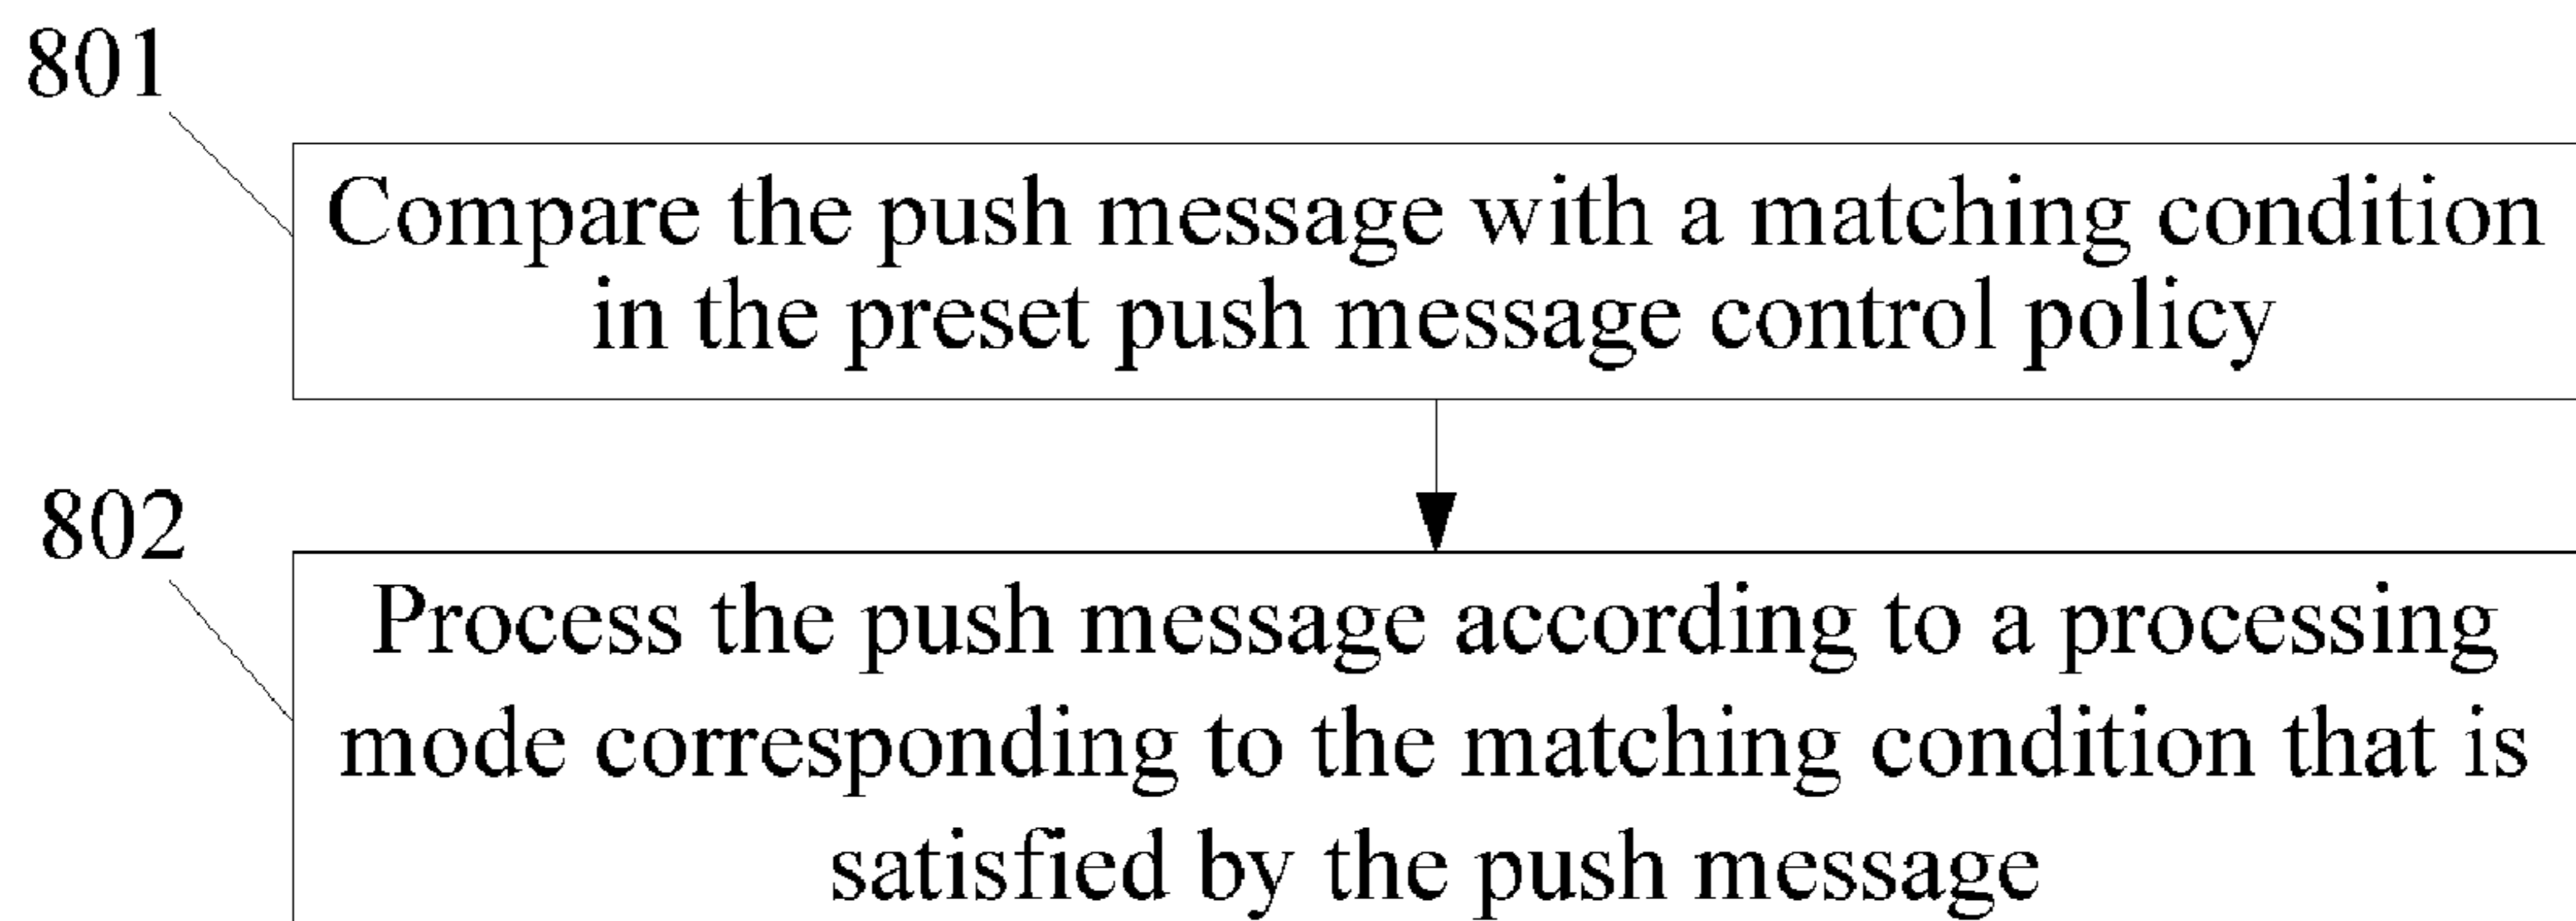 801
Compare the push message with a matching condition
in the preset push message control policy
802
Process the push message according to a processing
mode corresponding to the matching condition that is
satisfied by the push message